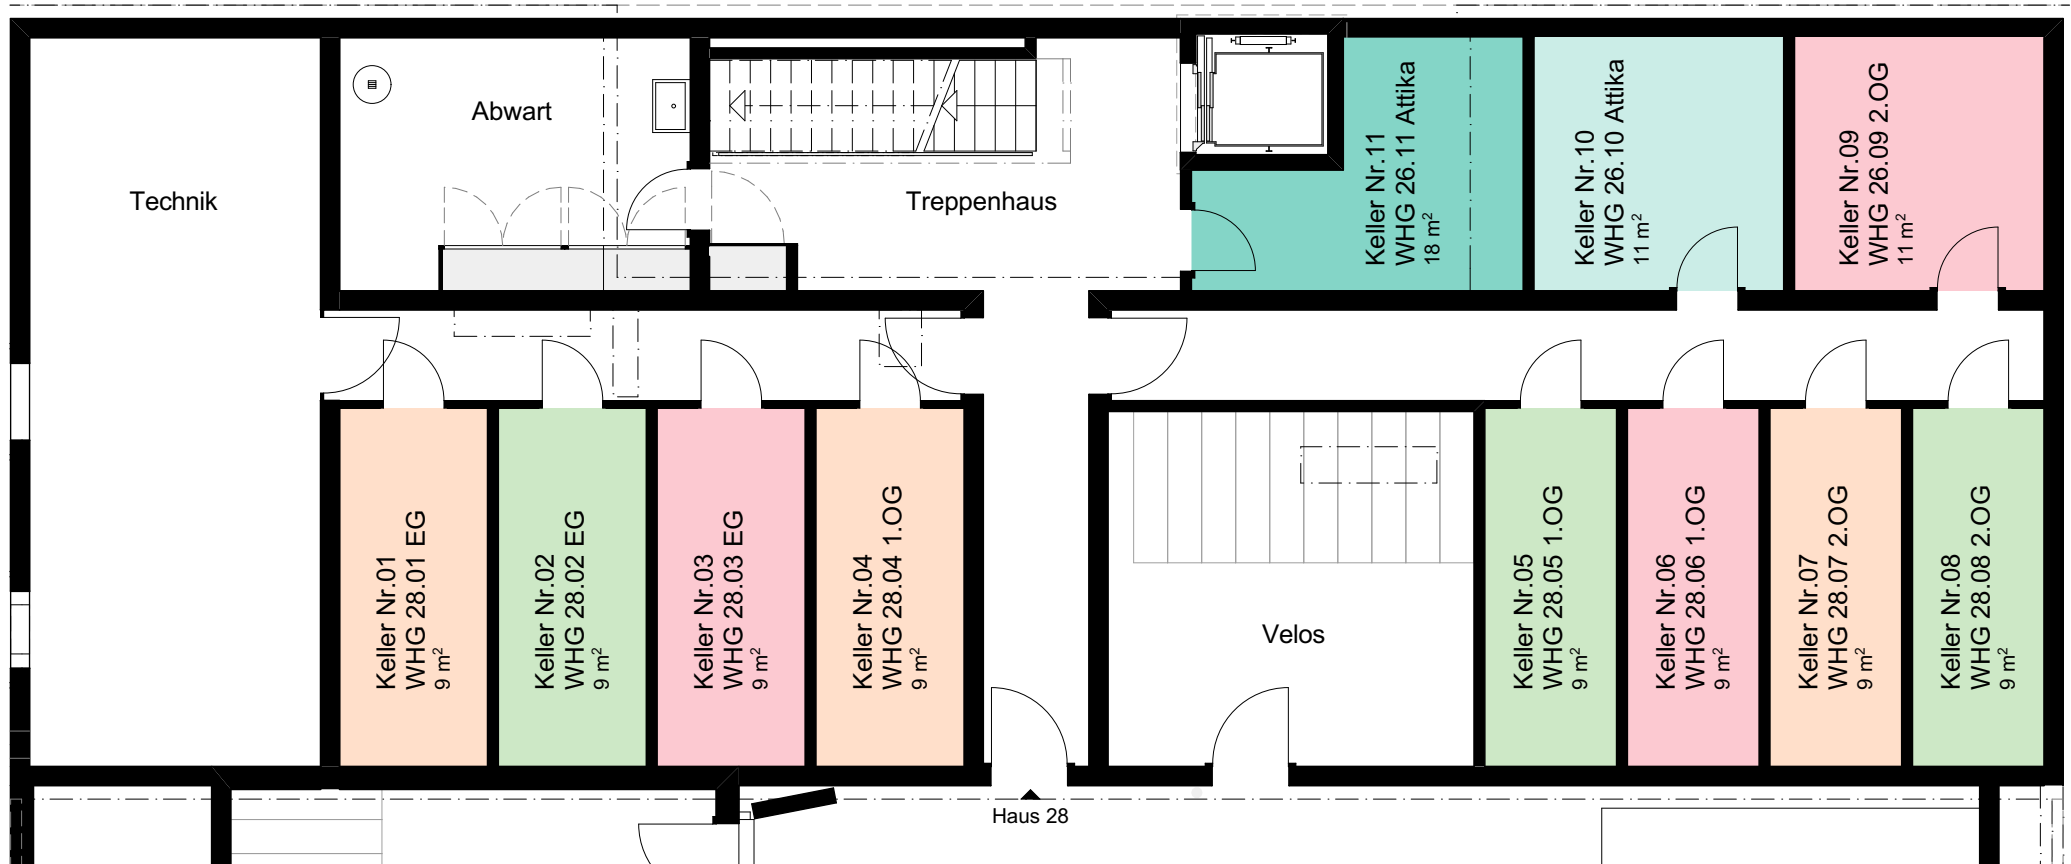 Technik
Abwart
Treppenhaus
Keller Nr.11
WHG 26.11 Attika
18 m²
Keller Nr.10
WHG 26.10 Attika
11 m²
Keller Nr.09
WHG 26.09 2.OG
11 m²
Keller Nr.01
WHG 28.01 EG
9 m²
Keller Nr.02
WHG 28.02 EG
9 m²
Keller Nr.03
WHG 28.03 EG
9 m²
Keller Nr.04
WHG 28.04 1.OG
9 m²
Velos
Keller Nr.05
WHG 28.05 1.OG
9 m²
Keller Nr.06
WHG 28.06 1.OG
9 m²
Keller Nr.07
WHG 28.07 2.OG
9 m²
Keller Nr.08
WHG 28.08 2.OG
9 m²
Haus 28